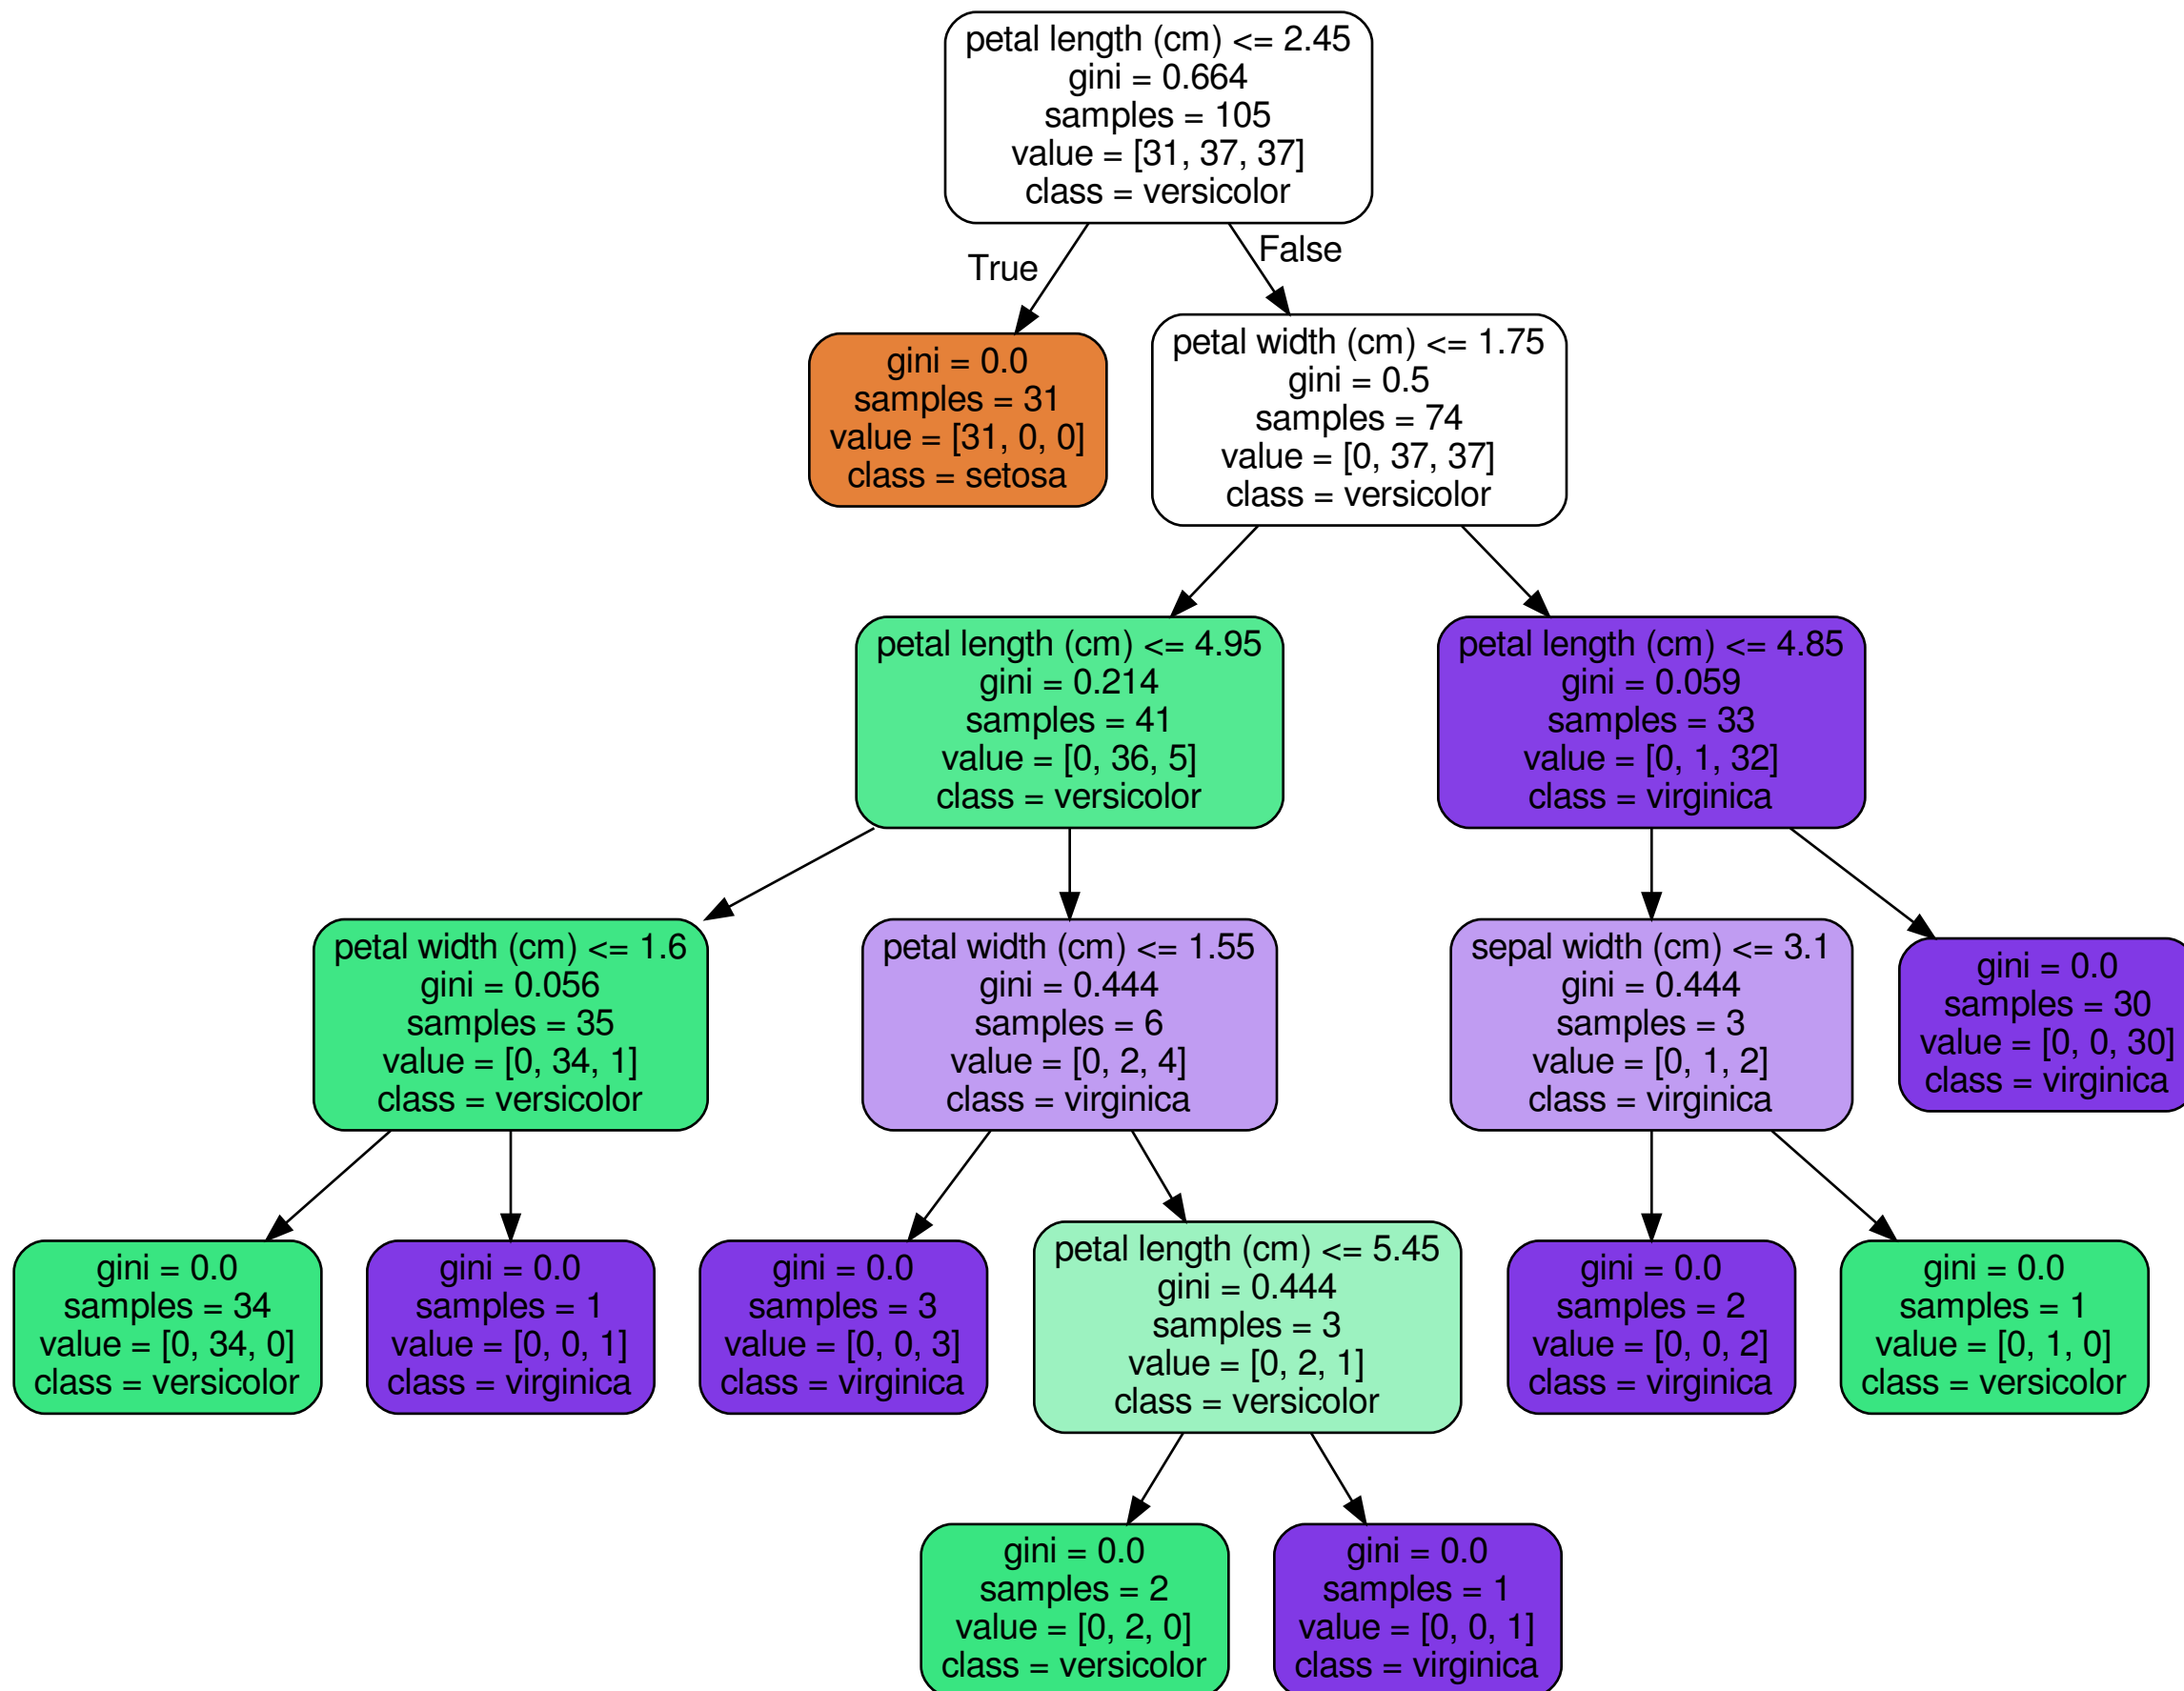 petal length (cm) <= 2.45
gini = 0.664
samples = 105
value = [31, 37, 37]
class = versicolor
True
False
gini = 0.0
samples = 31
value = [31, 0, 0]
class = setosa
petal width (cm) <= 1.75
gini = 0.5
samples = 74
value = [0, 37, 37]
class = versicolor
petal length (cm) <= 4.95
gini = 0.214
samples = 41
value = [0, 36, 5]
class = versicolor
petal length (cm) <= 4.85
gini = 0.059
samples = 33
value = [0, 1, 32]
class = virginica
petal width (cm) <= 1.6
gini = 0.056
samples = 35
value = [0, 34, 1]
class = versicolor
petal width (cm) <= 1.55
gini = 0.444
samples = 6
value = [0, 2, 4]
class = virginica
sepal width (cm) <= 3.1
gini = 0.444
samples = 3
value = [0, 1, 2]
class = virginica
gini = 0.0
samples = 30
value = [0, 0, 30]
class = virginica
gini = 0.0
samples = 34
value = [0, 34, 0]
class = versicolor
gini = 0.0
samples = 1
value = [0, 0, 1]
class = virginica
gini = 0.0
samples = 3
value = [0, 0, 3]
class = virginica
petal length (cm) <= 5.45
gini = 0.444
samples = 3
value = [0, 2, 1]
class = versicolor
gini = 0.0
samples = 2
value = [0, 0, 2]
class = virginica
gini = 0.0
samples = 1
value = [0, 1, 0]
class = versicolor
gini = 0.0
samples = 2
value = [0, 2, 0]
class = versicolor
gini = 0.0
samples = 1
value = [0, 0, 1]
class = virginica